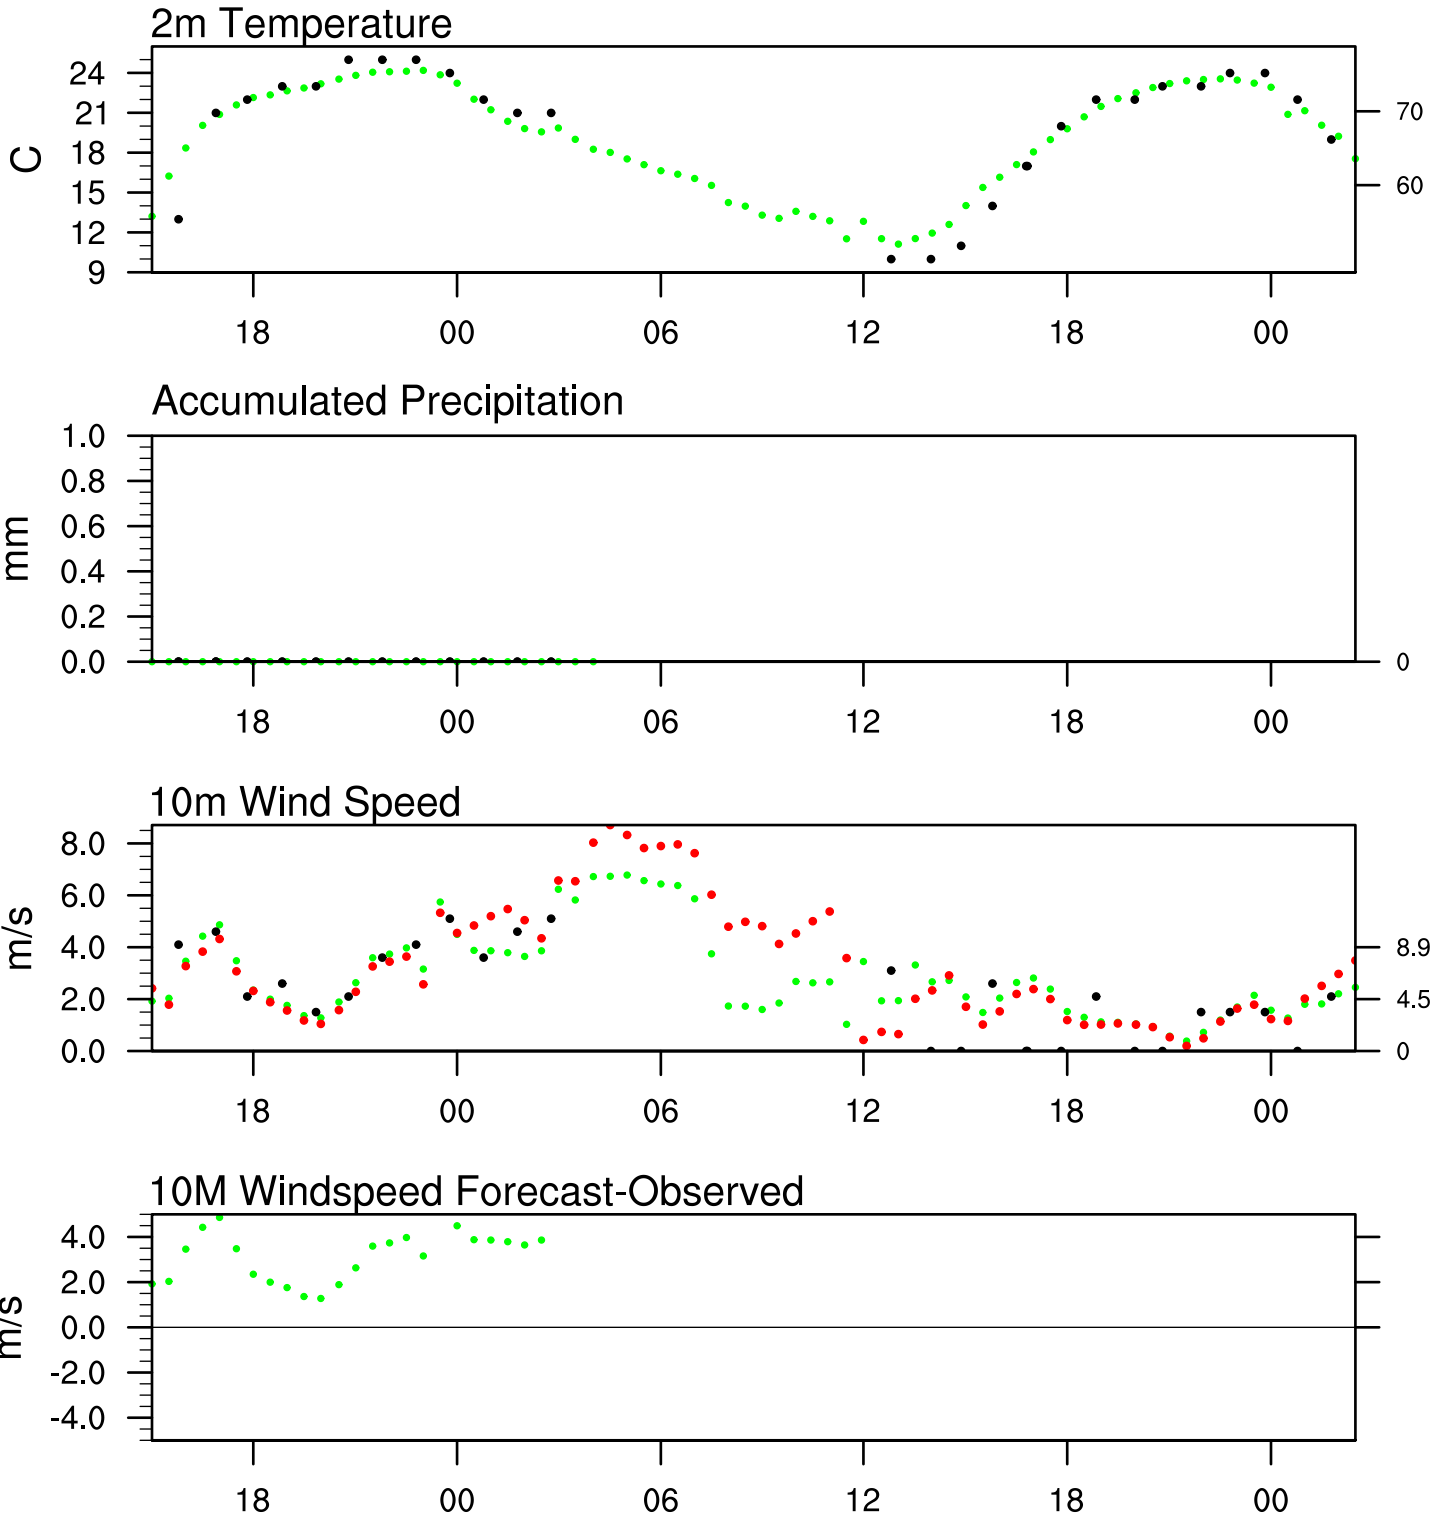 2m Temperature
24
21
18
15
12
9
C
70
60
18 00 06 12 18 00
Accumulated Precipitation
1.0
0.8
0.6
0.4
0.2
0.0
mm
0
18 00 06 12 18 00
10m Wind Speed
8.0
6.0
4.0
2.0
0.0
m/s
8.9
4.5
0
18 00 06 12 18 00
10M Windspeed Forecast-Observed
4.0
2.0
0.0
-2.0
-4.0
m/s
18 00 06 12 18 00